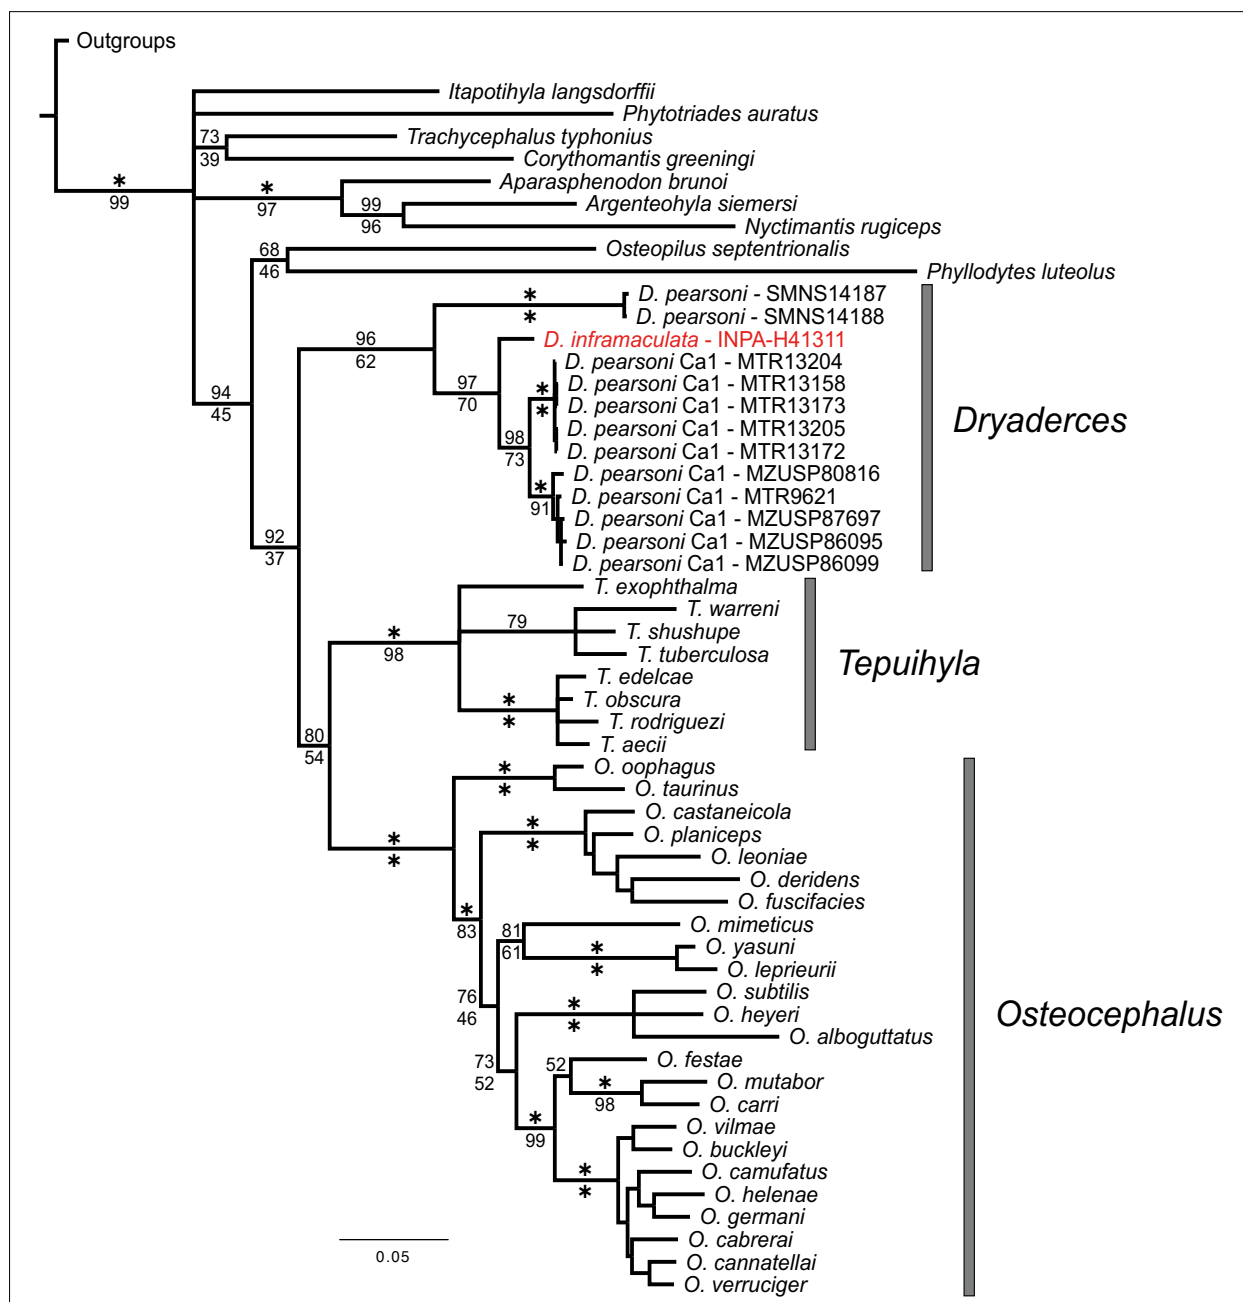 Outgroups
Itapotihyla langsdorffii
Phytotriades auratus
73
Trachycephalus typhonius
39
Corythomantis greeningi
*
99
*
97
Aparasphenodon brunoi
99
Argenteohyla siemersi
96
Nyctimantis rugiceps
68
Osteopilus septentrionalis
46
Phyllodytes luteolus
*
D. pearsoni - SMNS14187
*
D. pearsoni - SMNS14188
96
62
D. inframaculata - INPA-H41311
D. pearsoni Ca1 - MTR13204
97
*
D. pearsoni Ca1 - MTR13158
94
45
70
*
D. pearsoni Ca1 - MTR13173
Dryaderces
D. pearsoni Ca1 - MTR13205
98
73
D. pearsoni Ca1 - MTR13172
D. pearsoni Ca1 - MZUSP80816
*
91
D. pearsoni Ca1 - MTR9621
D. pearsoni Ca1 - MZUSP87697
92
37
D. pearsoni Ca1 - MZUSP86095
D. pearsoni Ca1 - MZUSP86099
T. exophthalma
T. warreni
79
*
98
T. shushupe
T. tuberculosa
Tepuihyla
T. edelcae
*
*
T. obscura
T. rodriguezi
80
54
T. aecii
*
*
O. oophagus
O. taurinus
O. castaneicola
*
*
*
*
O. planiceps
O. leoniae
O. deridens
O. fuscifacies
*
83
81
61
O. mimeticus
*
*
O. yasuni
O. leprieurii
O. subtilis
76
46
*
*
O. heyeri
Osteocephalus
O. alboguttatus
73
52
52
O. festae
*
98
O. mutabor
O. carri
*
99
O. vilmae
O. buckleyi
*
*
O. camufatus
O. helenae
O. germani
O. cabrerai
O. cannatellai
O. verruciger
0.05